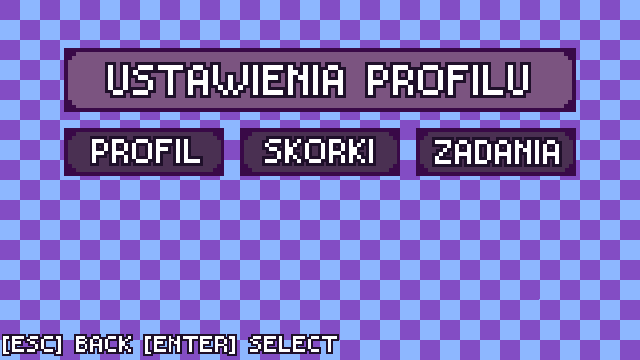 USTAWIENIA PROFILU
PROFIL SKORKI ZADANIA
[ESC] BACK [ENTER] SELECT